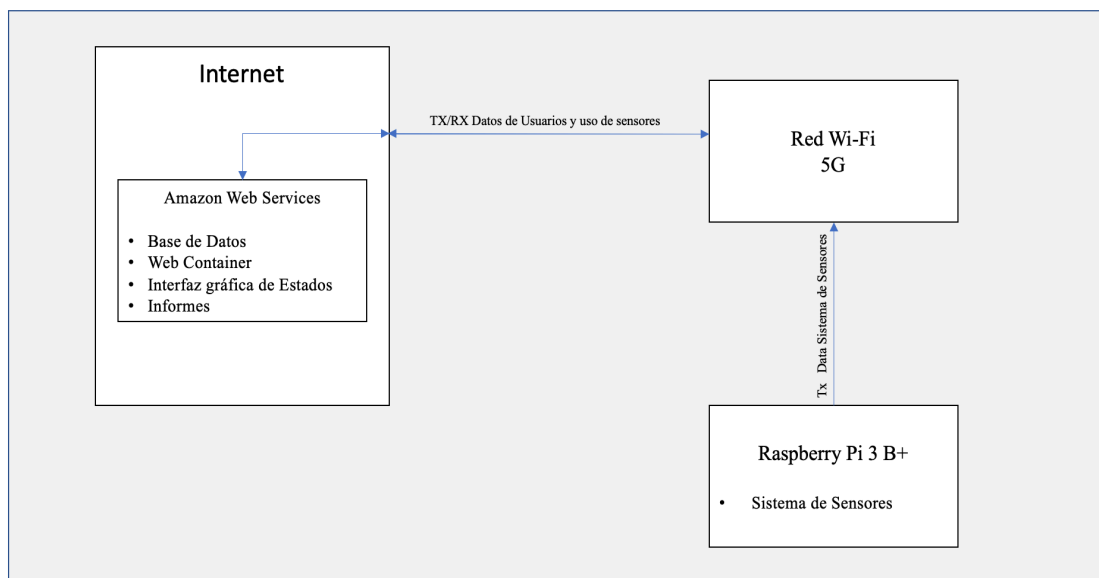 Internet
TX/RX Datos de Usuarios y uso de sensores
Red Wi-Fi
5G
Amazon Web Services
• Base de Datos
• Web Container
• Interfaz gráfica de Estados
• Informes
Tx Data Sistema de Sensores
Raspberry Pi 3 B+
• Sistema de Sensores